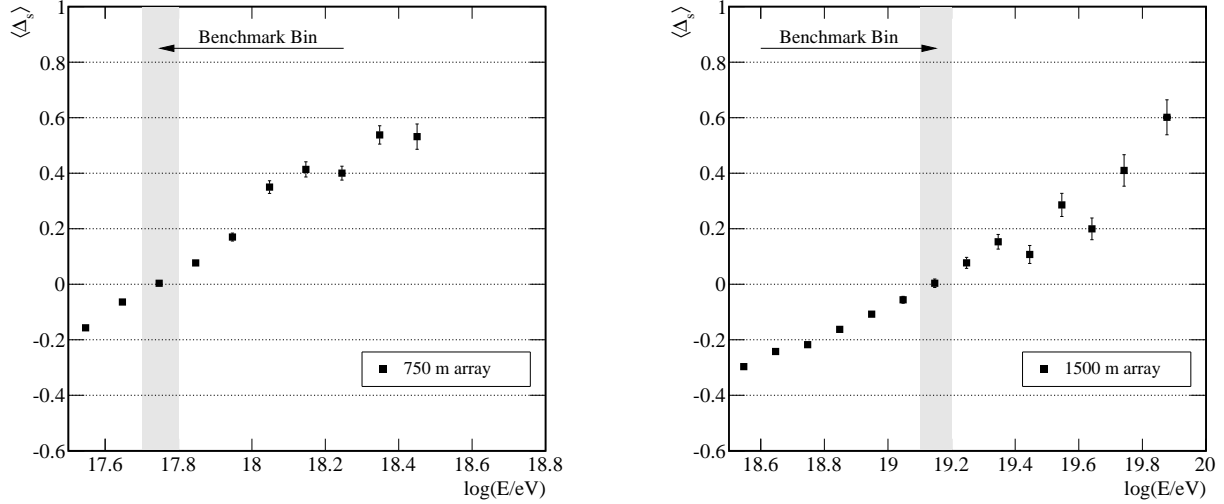 ⟨Δs⟩
1
0.8
0.6
0.4
0.2
0
-0.2
-0.4
-0.6
Benchmark Bin
750 m array
17.6 17.8 18 18.2 18.4 18.6 18.8
log(E/eV)
⟨Δs⟩
1
0.8
0.6
0.4
0.2
0
-0.2
-0.4
-0.6
Benchmark Bin
1500 m array
18.6 18.8 19 19.2 19.4 19.6 19.8 20
log(E/eV)